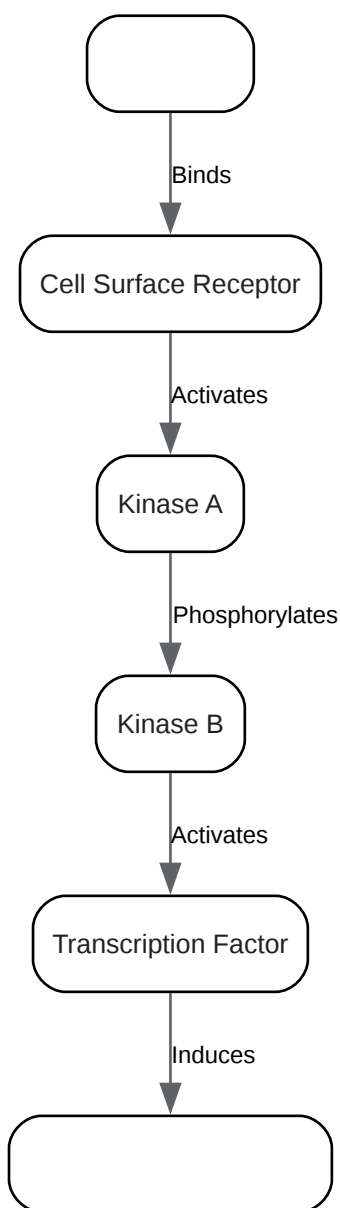 Binds
Cell Surface Receptor
Activates
Kinase A
Phosphorylates
Kinase B
Activates
Transcription Factor
Induces